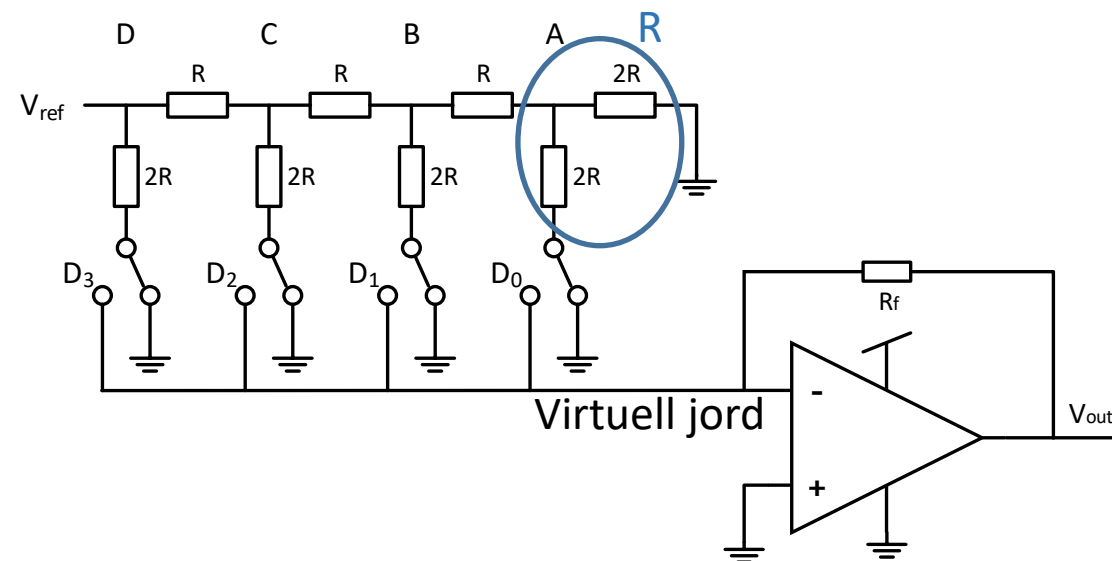 D C B A R
R R R 2R
Vref
2R 2R 2R 2R
D3 D2 D1 D0
Rf
Virtuell jord
-
Vout
+